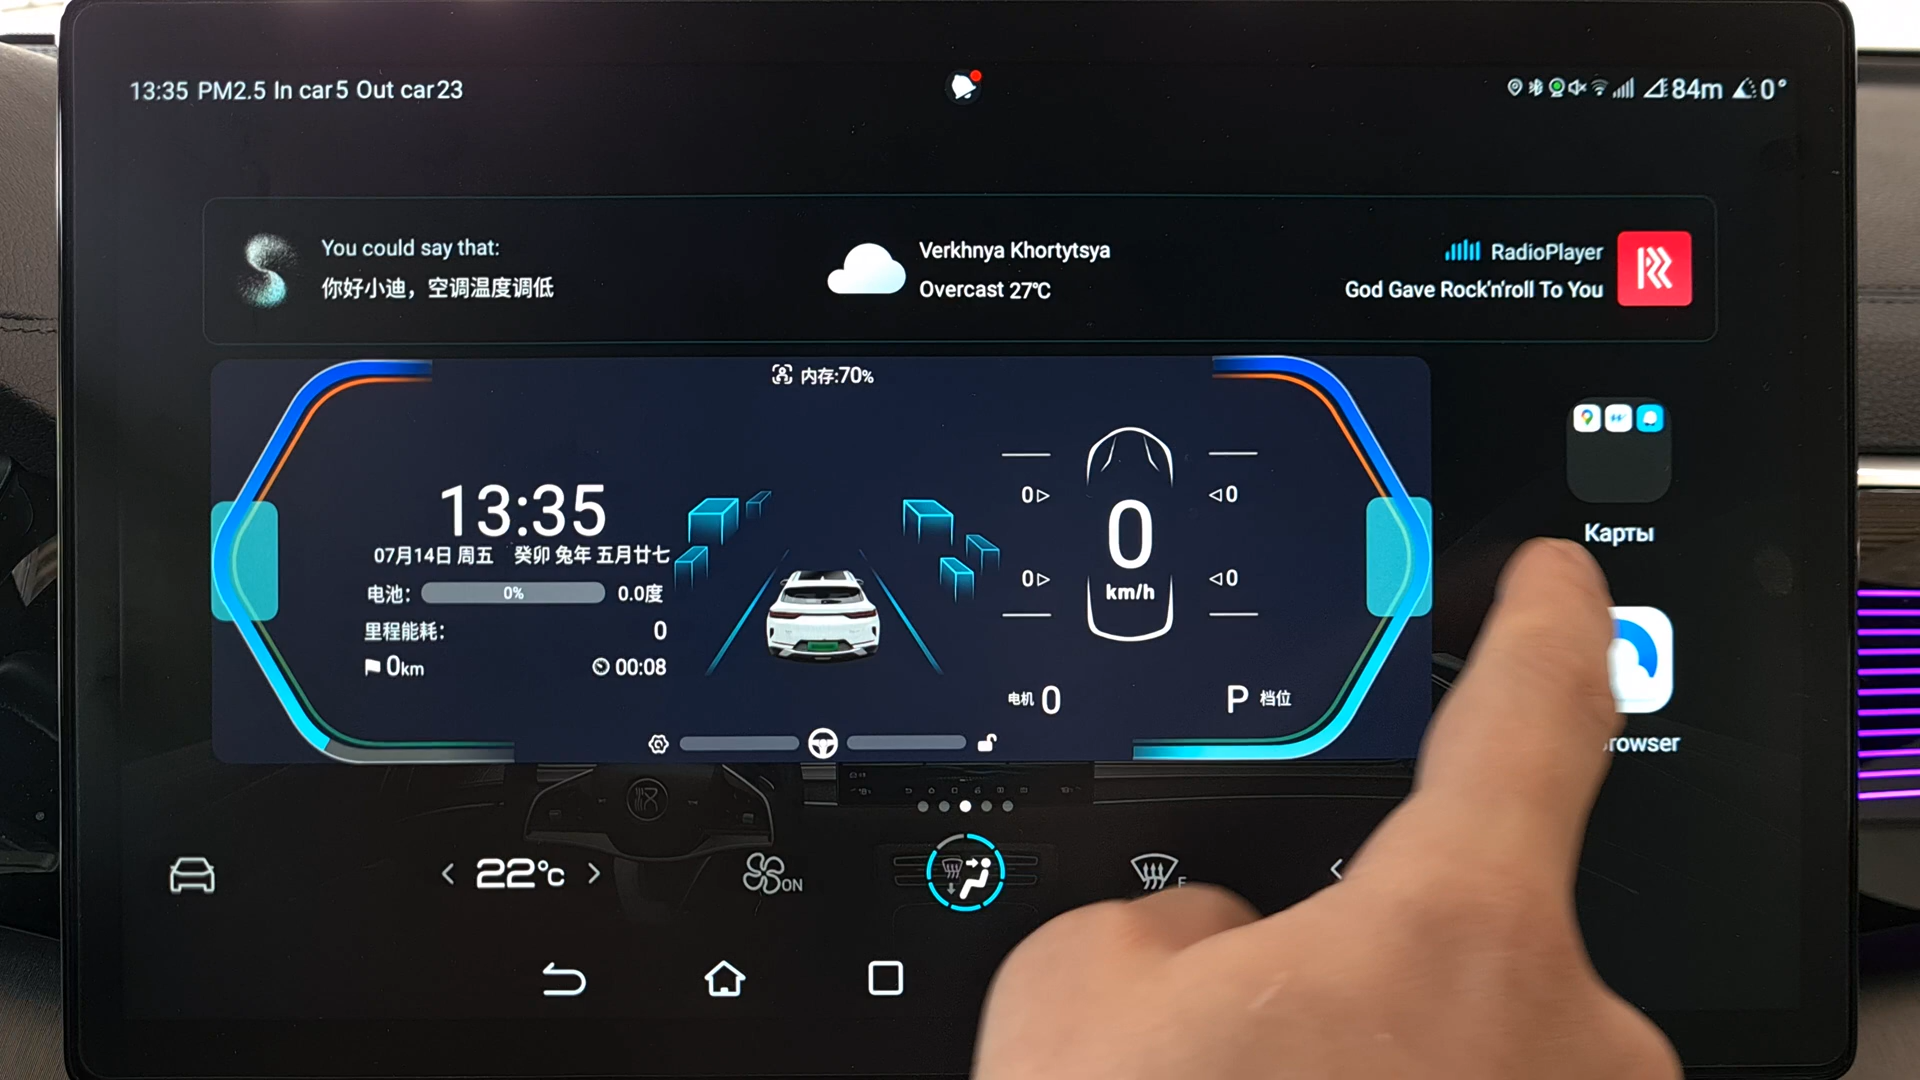 13:35 PM2.5 In car 5 Out car 23
84m 0°
You could say that:
你好小迪，空调温度调低
Verkhnya Khortytsya
Overcast 27℃
RadioPlayer
God Gave Rock'n'roll To You
内存:70%
13:35
07月14日 周五 癸卯 兔年 五月廿七
电池: 0% 0.0度
里程能耗: 0
0km 00:08
0 0
0
km/h
0 0
电机 0
P 档位
Карты
rowser
22℃
ON
F